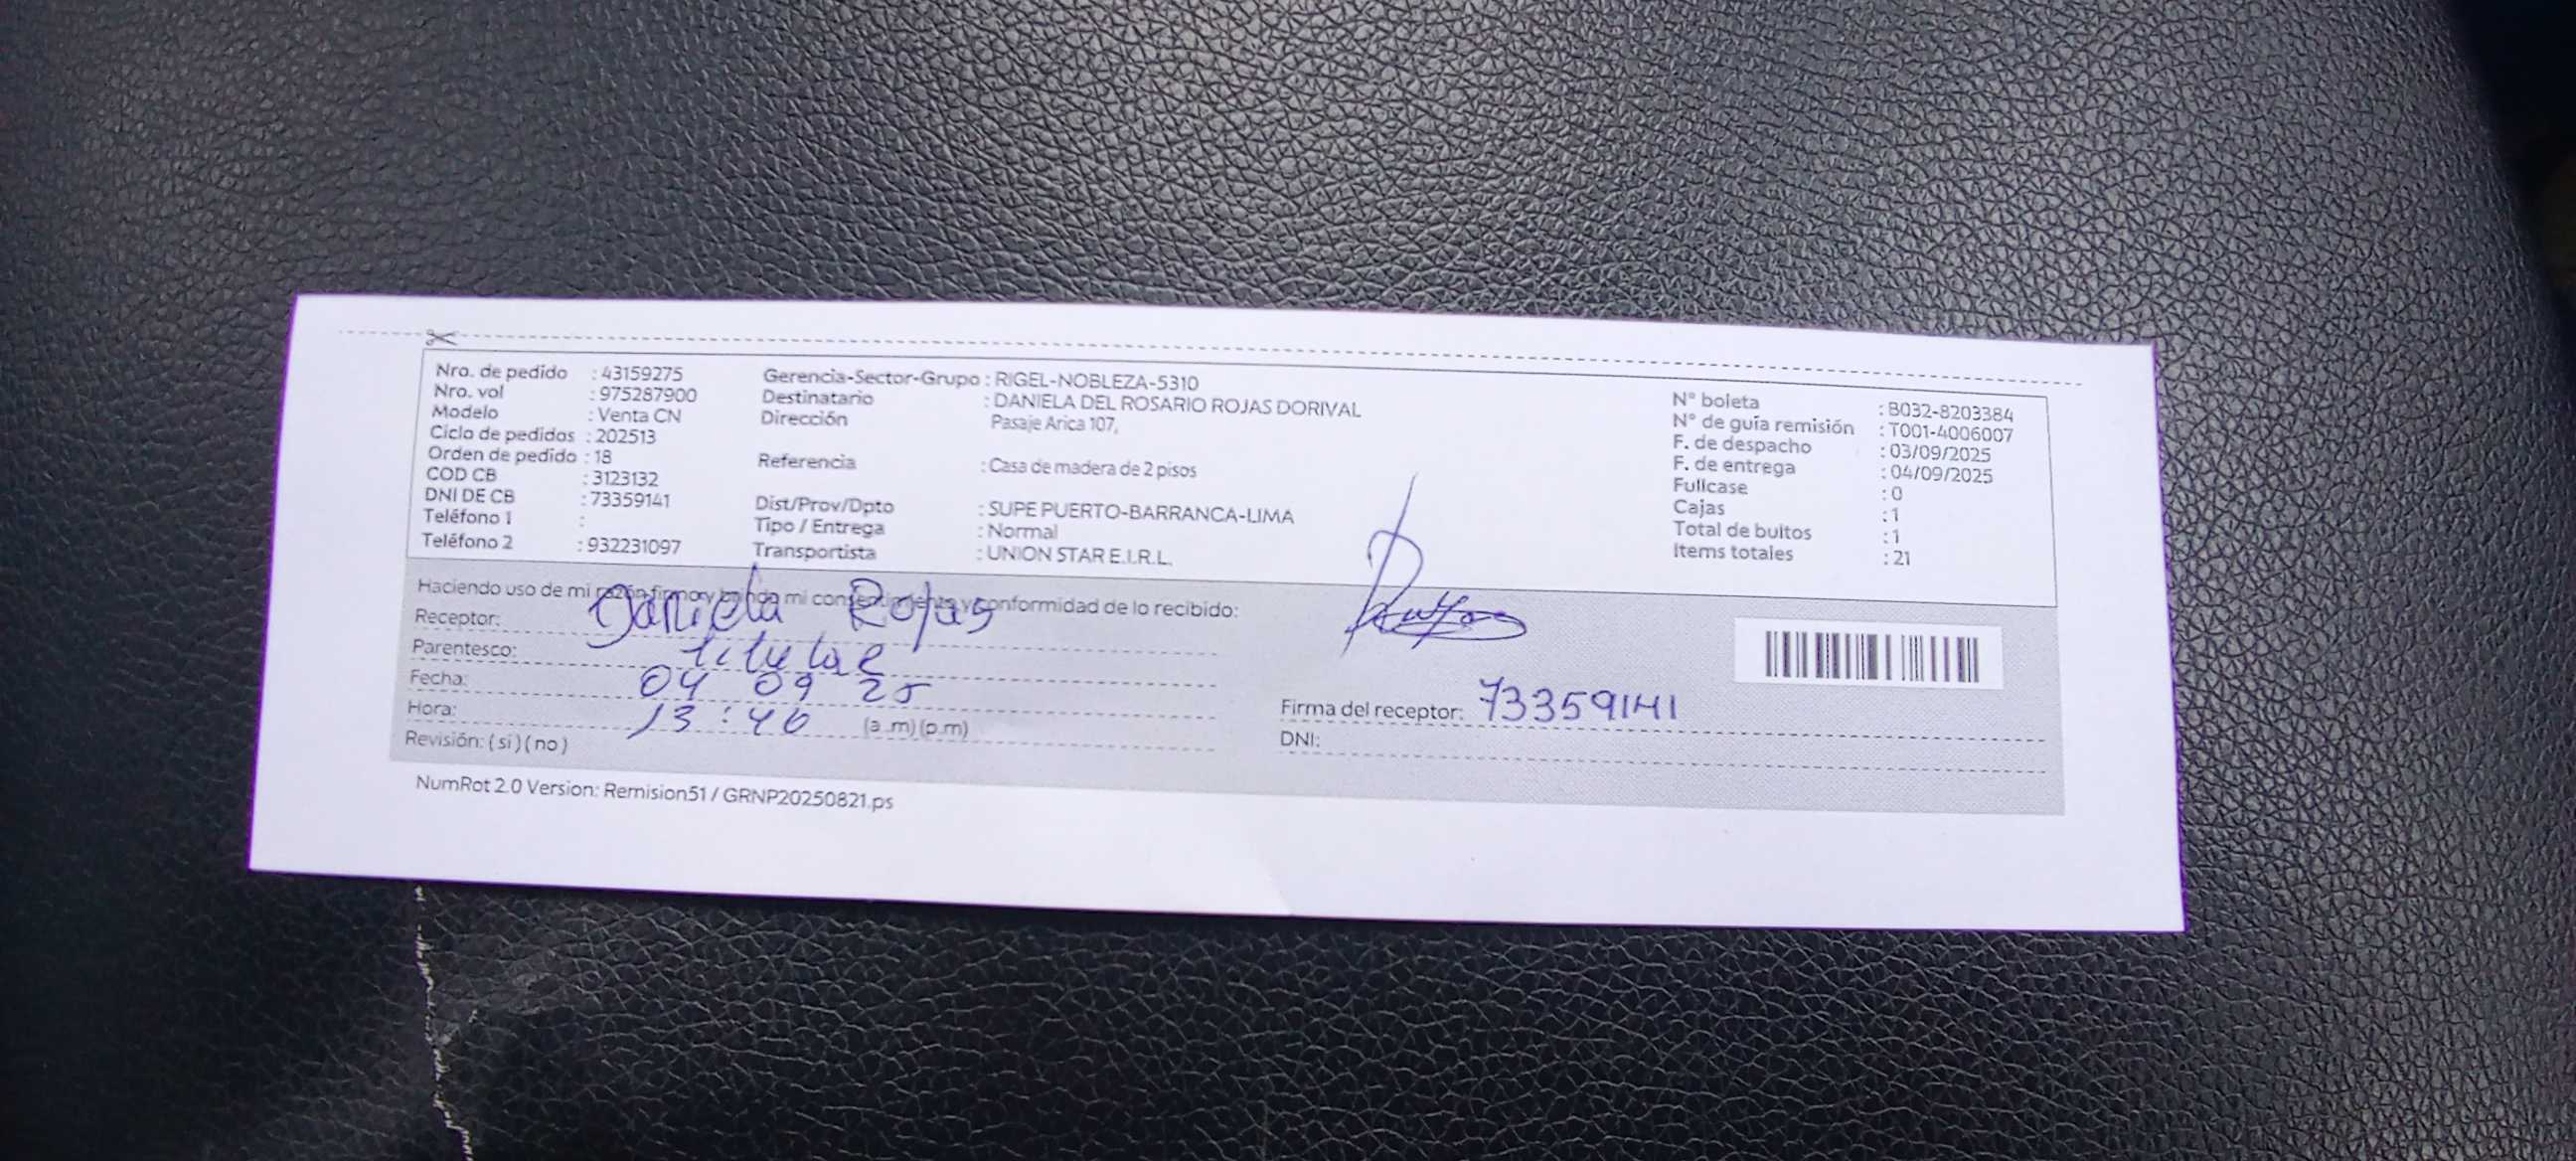 Nro. de pedido : 43159275
Nro. vol : 975287900
Modelo : Venta CN
Ciclo de pedidos : 202513
Orden de pedido : 18
COD CB : 3123132
DNI DE CB : 73359141
Teléfono 1 :
Teléfono 2 : 932231097
Gerencia-Sector-Grupo : RIGEL-NOBLEZA-5310
Destinatario : DANIELA DEL ROSARIO ROJAS DORIVAL
Dirección Pasaje Arica 107,
Referencia : Casa de madera de 2 pisos
Dist/Prov/Dpto : SUPE PUERTO-BARRANCA-LIMA
Tipo / Entrega : Normal
Transportista : UNION STAR E.I.R.L.
N° boleta : B032-8203384
N° de guía remisión : T001-4006007
F. de despacho : 03/09/2025
F. de entrega : 04/09/2025
Fullcase : 0
Cajas : 1
Total de bultos : 1
Items totales : 21
Haciendo uso de mi razón firmo y brindo mi consentimiento y conformidad de lo recibido:
Receptor: Daniela Rojas
Parentesco: titular
Fecha: 04 09 25
Hora: 13:40 (a.m)(p.m)
Revisión: (si)(no)
Firma del receptor: 73359141
DNI:
NumRot 2.0 Version: Remision51 / GRNP20250821.ps